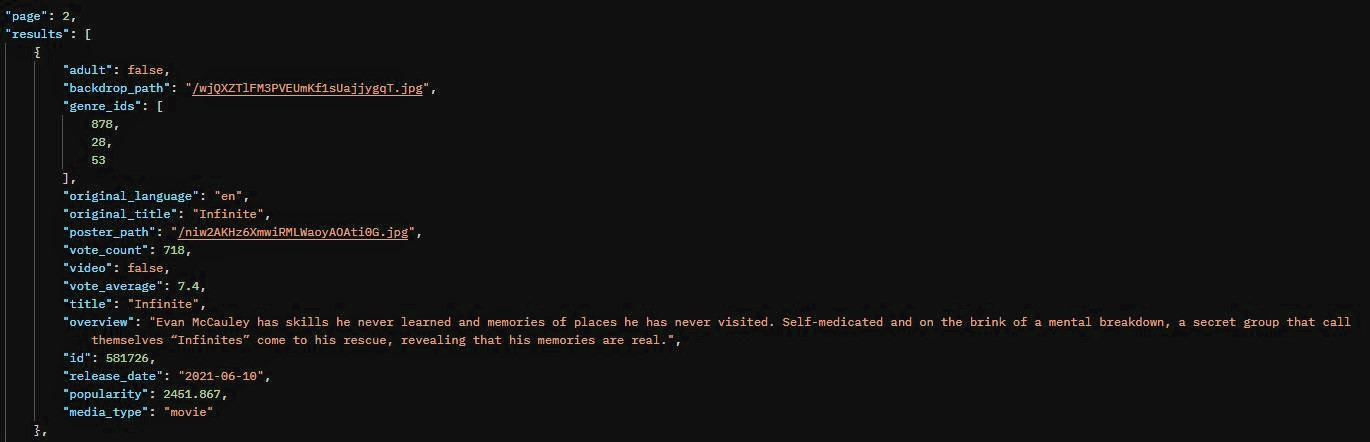 "page": 2,
"results": [
{
"adult": false,
"backdrop_path": "/wjQXZTlFM3PVEUmKf1sUajjygqT.jpg",
"genre_ids": [
878,
28,
53
],
"original_language": "en",
"original_title": "Infinite",
"poster_path": "/niw2AKHz6XmwiRMLWaoyAOAti0G.jpg",
"vote_count": 718,
"video": false,
"vote_average": 7.4,
"title": "Infinite",
"overview": "Evan McCauley has skills he never learned and memories of places he has never visited. Self-medicated and on the brink of a mental breakdown, a secret group that call
themselves “Infinites” come to his rescue, revealing that his memories are real.",
"id": 581726,
"release_date": "2021-06-10",
"popularity": 2451.867,
"media_type": "movie"
},